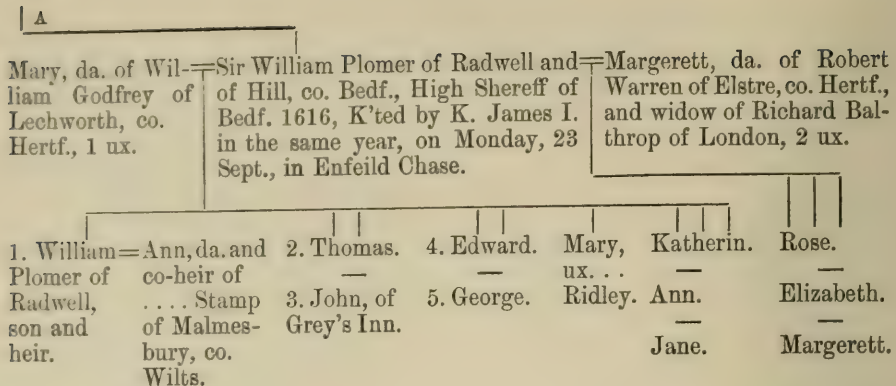 A
Mary, da. of Wil-
liam Godfrey of
Lechworth, co.
Hertf., 1 ux.
Sir William Plomer of Radwell and
of Hill, co. Bedf., High Shereff of
Bedf. 1616, K'ted by K. James I.
in the same year, on Monday, 23
Sept., in Enfeild Chase.
Margerett, da. of Robert
Warren of Elstre, co. Hertf.,
and widow of Richard Bal-
throp of London, 2 ux.
1. William
Plomer of
Radwell,
son and
heir.
Ann, da. and
co-heir of
.... Stamp
of Malmes-
bury, co.
Wilts.
2. Thomas.
—
3. John, of
Grey's Inn.
4. Edward.
—
5. George.
Mary,
ux...
Ridley.
Katherin.
—
Ann.
—
Jane.
Rose.
—
Elizabeth.
—
Margerett.